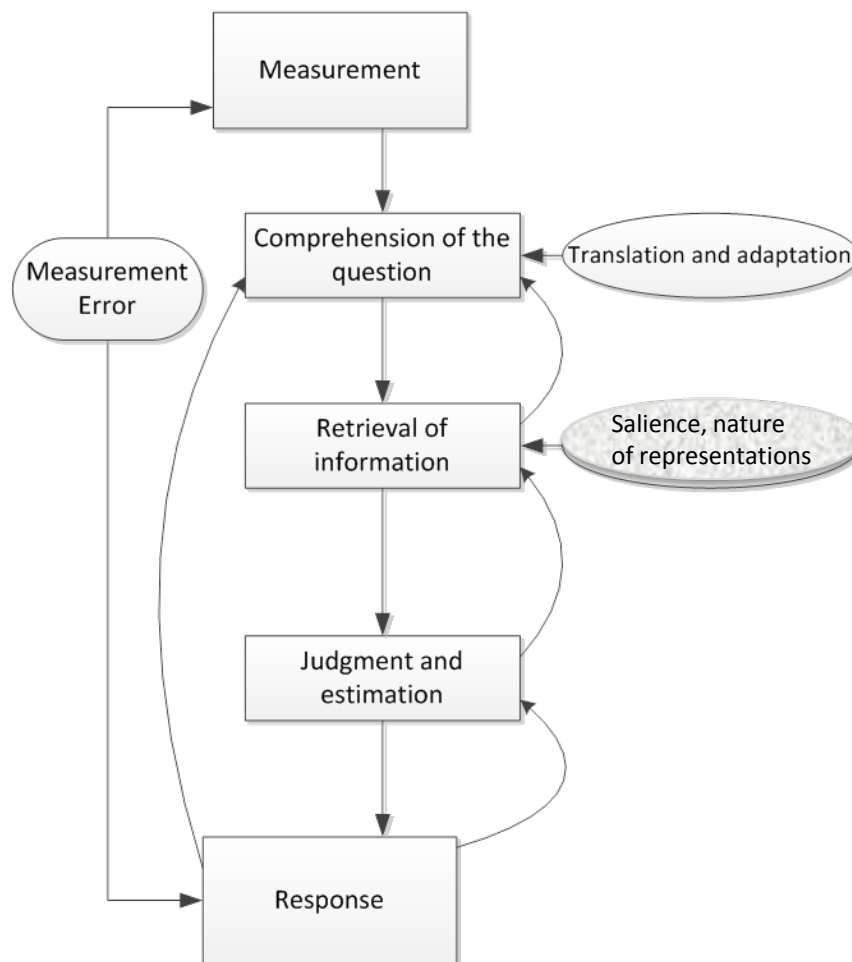 Measurement
Comprehension of the
question
Translation and adaptation
Measurement
Error
Retrieval of
information
Salience, nature
of representations
Judgment and
estimation
Response